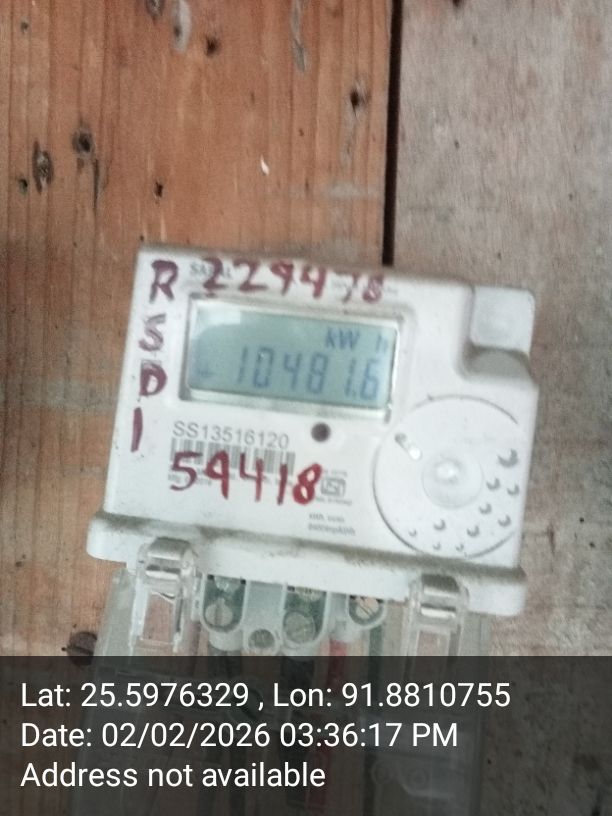 R 229478
S
D
I
kW h
10481.6
SS13516120
59418
Lat: 25.5976329 , Lon: 91.8810755
Date: 02/02/2026 03:36:17 PM
Address not available